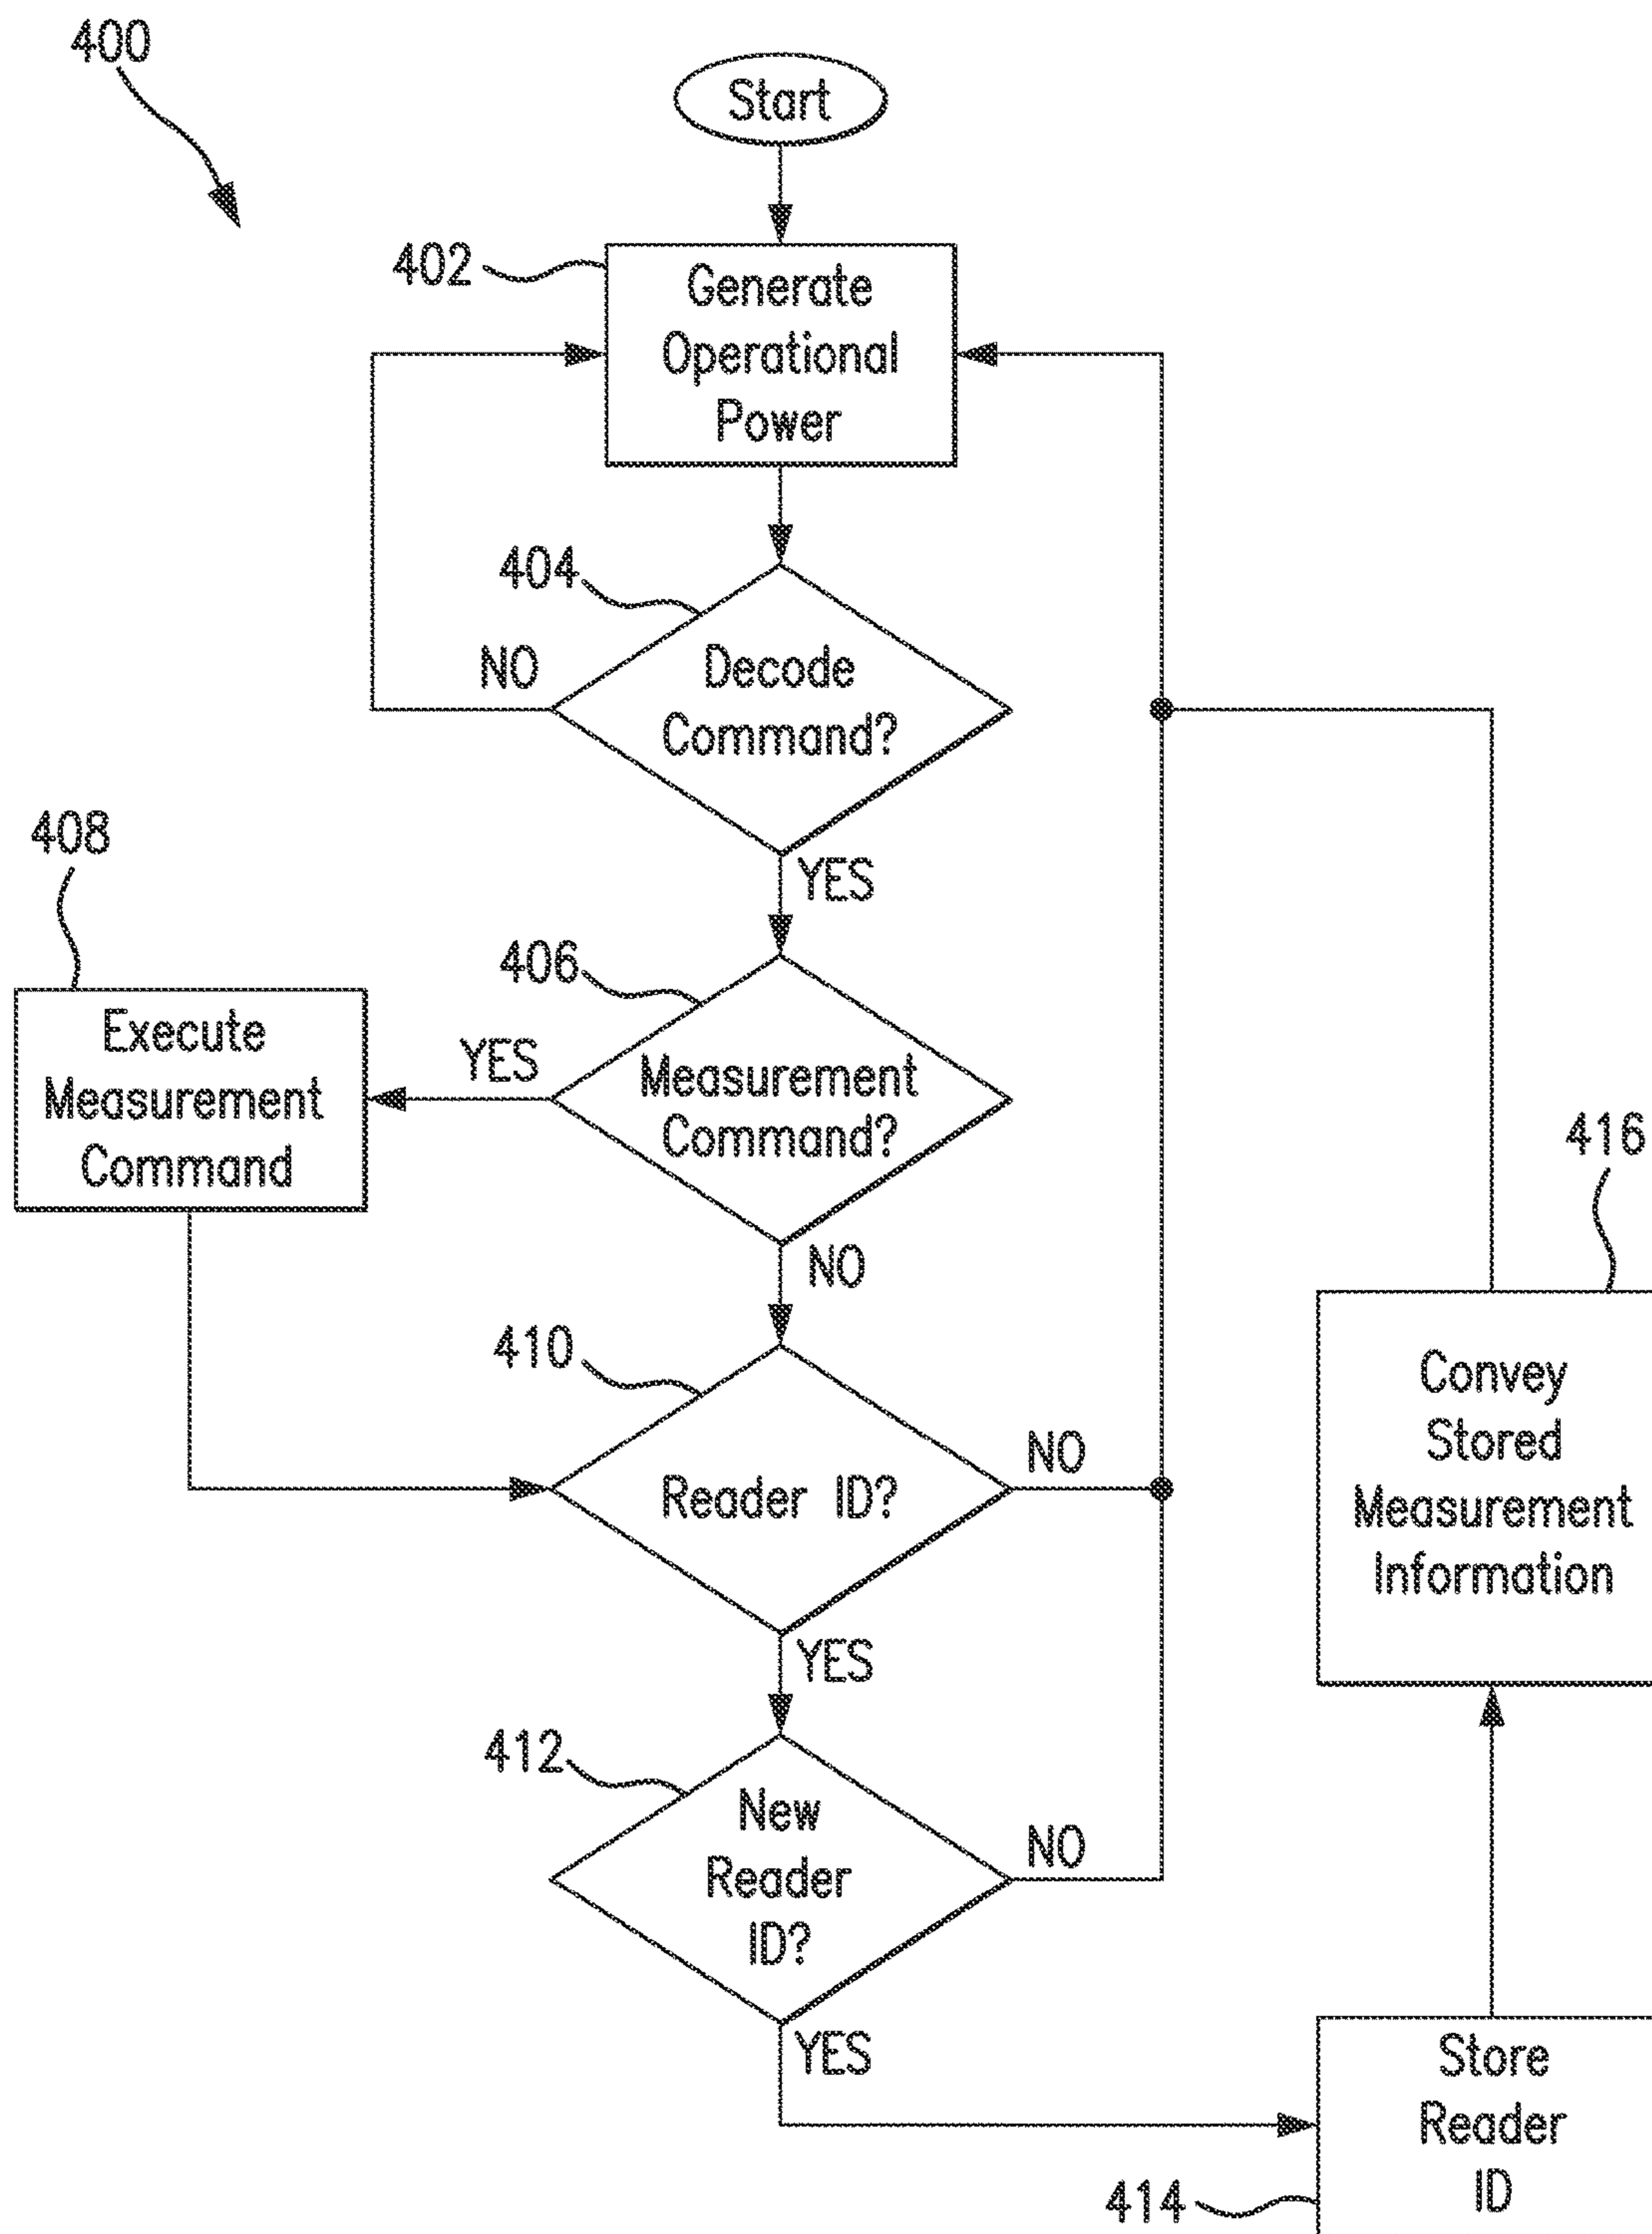 400
Start
402
Generate
Operational
Power
404
NO
Decode
Command?
YES
408
406
Execute
Measurement
Command
YES
Measurement
Command?
416
NO
410
Reader ID?
NO
Convey
Stored
Measurement
Information
YES
412
New
Reader
ID?
NO
YES
Store
Reader
ID
414